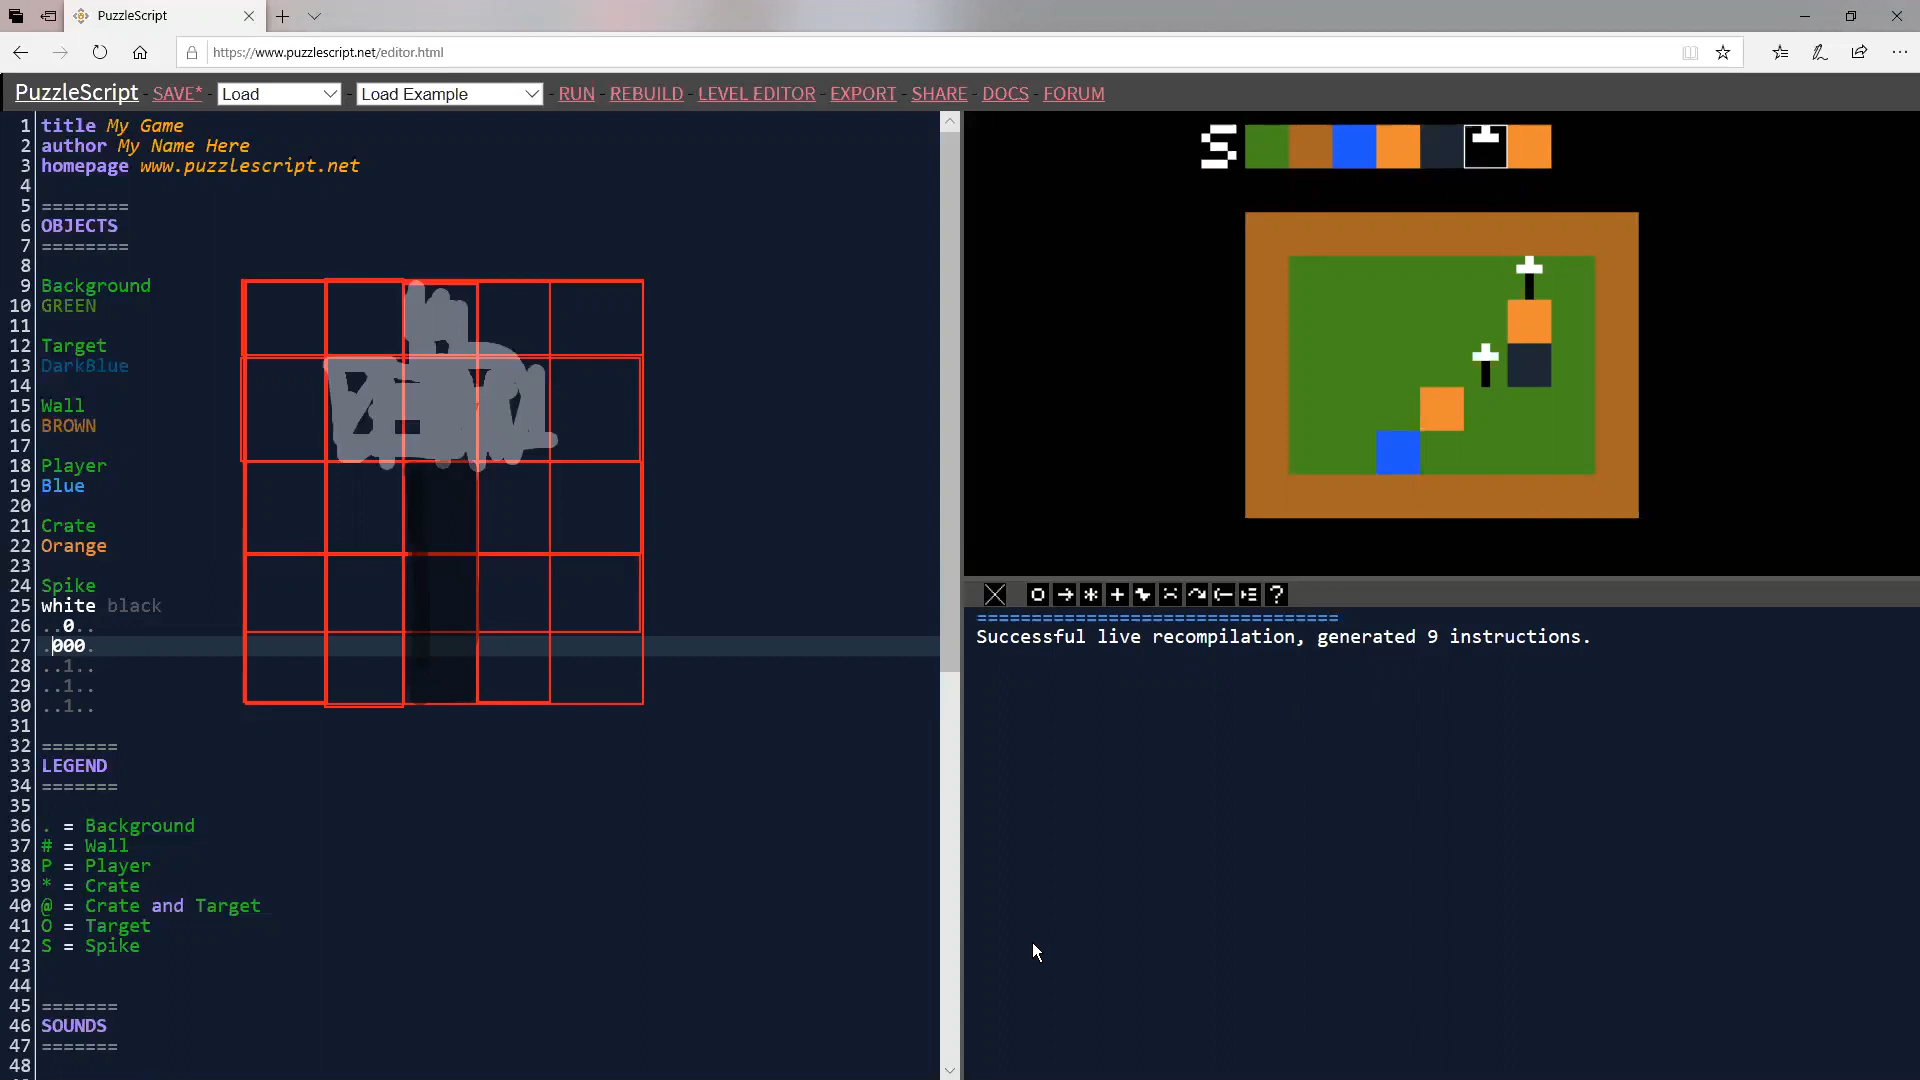 PuzzleScript
https://www.puzzlescript.net/editor.html
PuzzleScript - SAVE* - Load - Load Example - RUN - REBUILD - LEVEL EDITOR - EXPORT - SHARE - DOCS - FORUM
1 title My Game
2 author My Name Here
3 homepage www.puzzlescript.net
4
5 ========
6 OBJECTS
7 ========
8
9 Background
10 GREEN
11
12 Target
13 DarkBlue
14
15 Wall
16 BROWN
17
18 Player
19 Blue
20
21 Crate
22 Orange
23
24 Spike
25 white black
26 ..0..
27 .000.
28 ..1..
29 ..1..
30 ..1..
31
32 =======
33 LEGEND
34 =======
35
36 . = Background
37 # = Wall
38 P = Player
39 * = Crate
40 @ = Crate and Target
41 O = Target
42 S = Spike
43
44
45 =======
46 SOUNDS
47 =======
48
S
?
=================================
Successful live recompilation, generated 9 instructions.